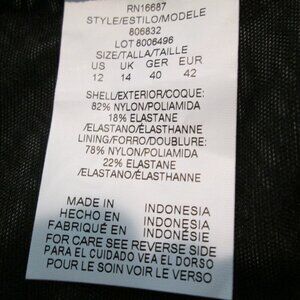 RN16687
STYLE/ESTILO/MODELE
806832
LOT 8006496
SIZE/TALLA/TAILLE
US UK GER EUR
12 14 40 42
SHELL/EXTERIOR/COQUE:
82% NYLON/POLIAMIDA
18% ELASTANE
/ELASTANO/ÉLASTHANNE
LINING/FORRO/DOUBLURE:
78% NYLON/POLIAMIDA
22% ELASTANE
/ELASTANO/ÉLASTHANNE
MADE IN INDONESIA
HECHO EN INDONESIA
FABRIQUÉ EN INDONÉSIE
FOR CARE SEE REVERSE SIDE
PARA EL CUIDADO VEA EL DORSO
POUR LE SOIN VOIR LE VERSO